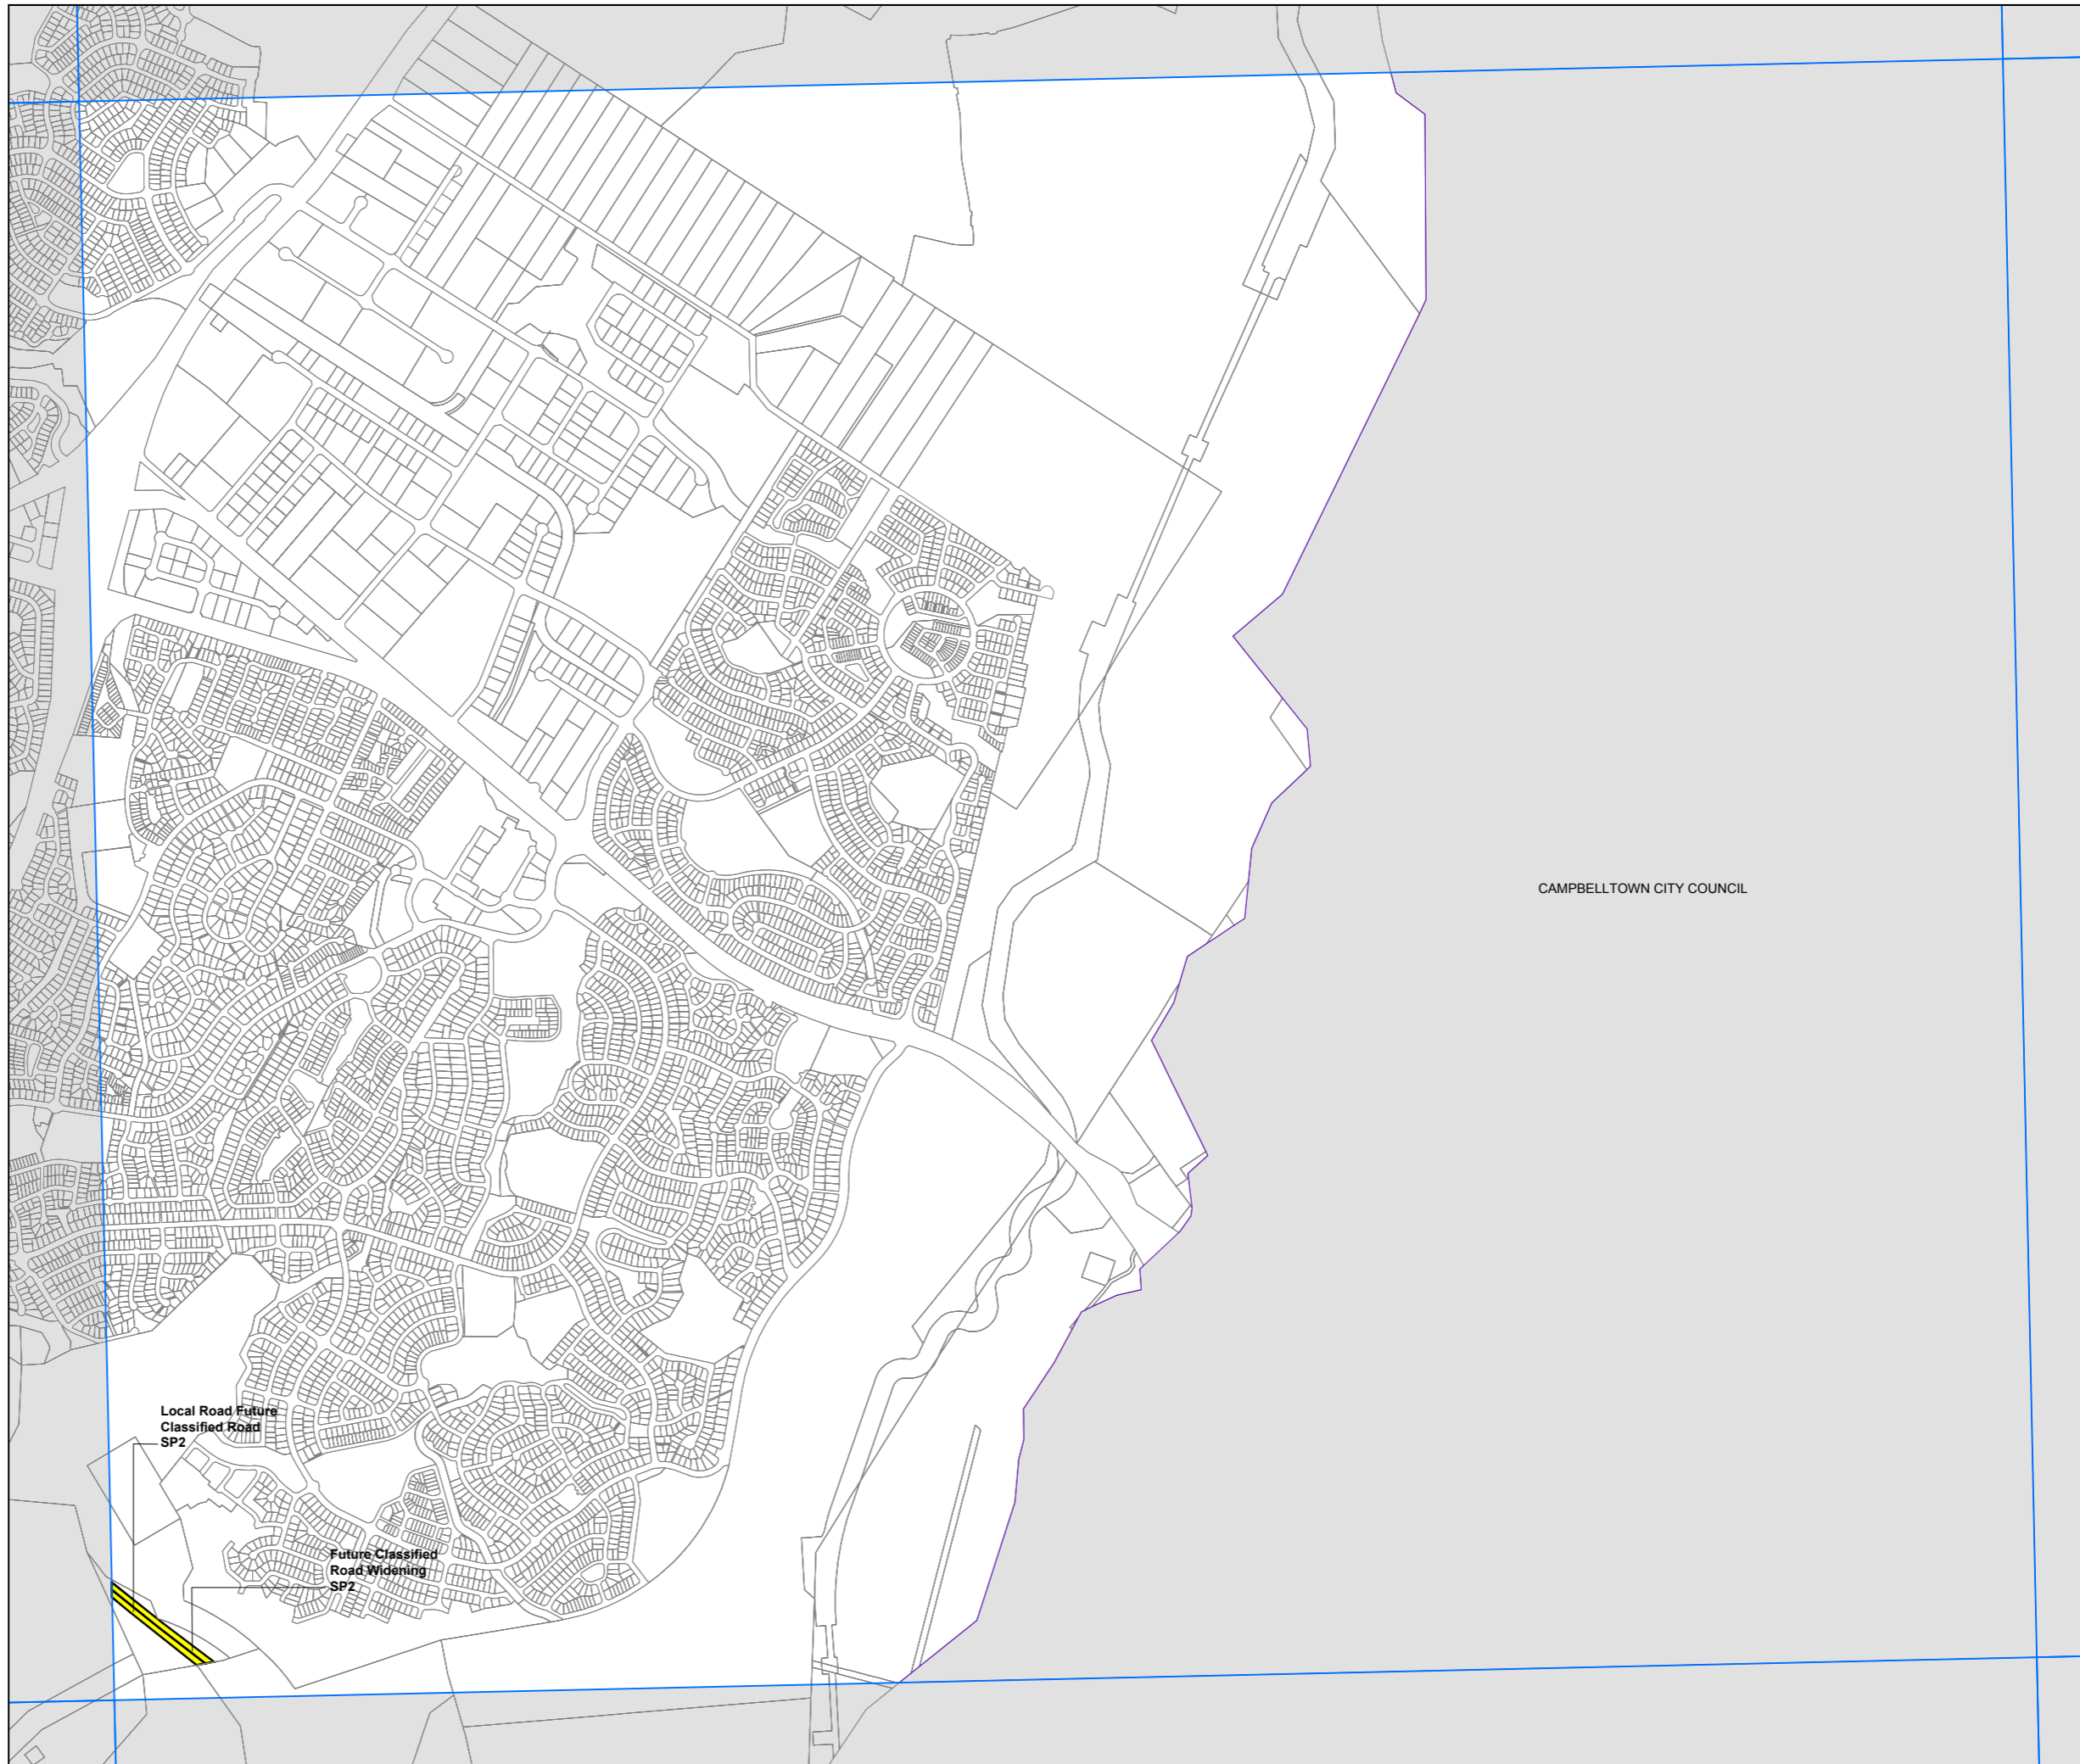 CAMPBELLTOWN CITY COUNCIL
Local Road Future
Classified Road
SP2
Future Classified
Road Widening
SP2